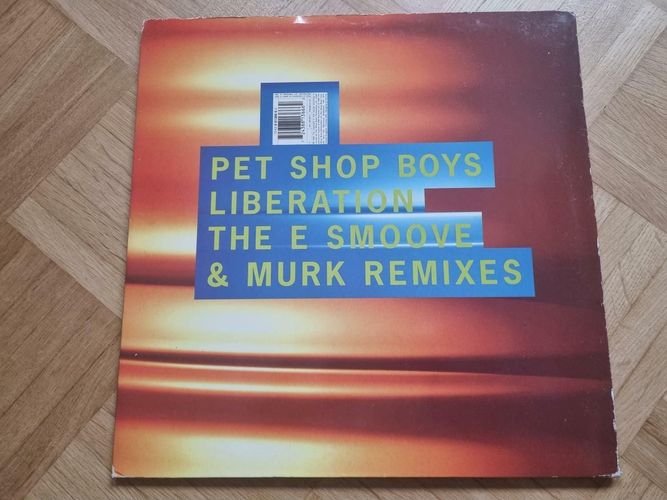 PET SHOP BOYS
LIBERATION
THE E SMOOVE
& MURK REMIXES